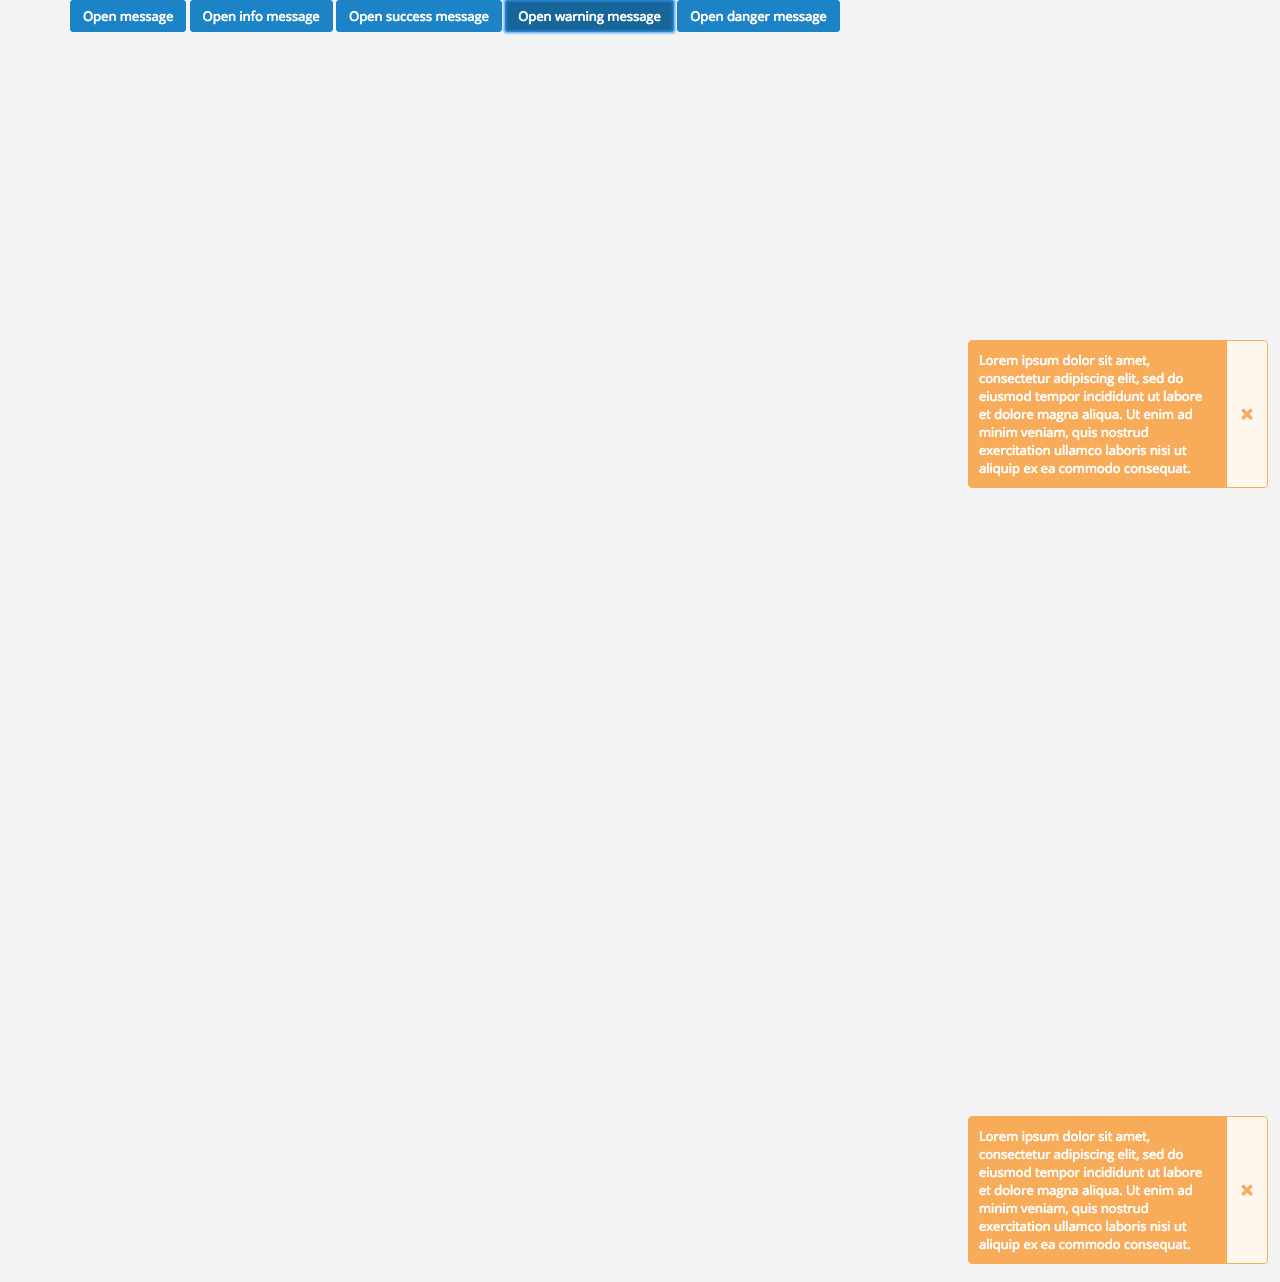 Open message Open info message Open success message Open warning message Open danger message
Lorem ipsum dolor sit amet,
consectetur adipiscing elit, sed do
eiusmod tempor incididunt ut labore
et dolore magna aliqua. Ut enim ad
minim veniam, quis nostrud
exercitation ullamco laboris nisi ut
aliquip ex ea commodo consequat.
Lorem ipsum dolor sit amet,
consectetur adipiscing elit, sed do
eiusmod tempor incididunt ut labore
et dolore magna aliqua. Ut enim ad
minim veniam, quis nostrud
exercitation ullamco laboris nisi ut
aliquip ex ea commodo consequat.